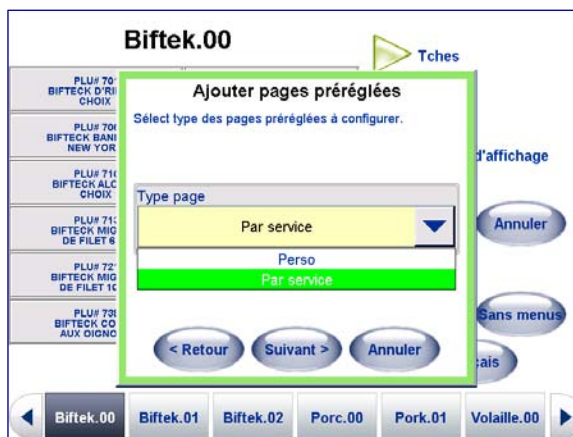 Biftek.00
Tches
PLU# 70
BIFTECK D'RI
CHOIX
PLU# 70
BIFTECK BAN
NEW YOR
PLU# 71
BIFTECK ALO
CHOIX
PLU# 71
BIFTECK MIG
DE FILET 6
PLU# 72
BIFTECK MIG
DE FILET 10
PLU# 73
BIFTECK CO
AUX OIGNO
Ajouter pages préréglées
Sélect type des pages préréglées à configurer.
Type page
Par service
Perso
Par service
< Retour
Suivant >
Annuler
d'affichage
Annuler
Sans menus
çais
Biftek.00
Biftek.01
Biftek.02
Porc.00
Pork.01
Volaille.00